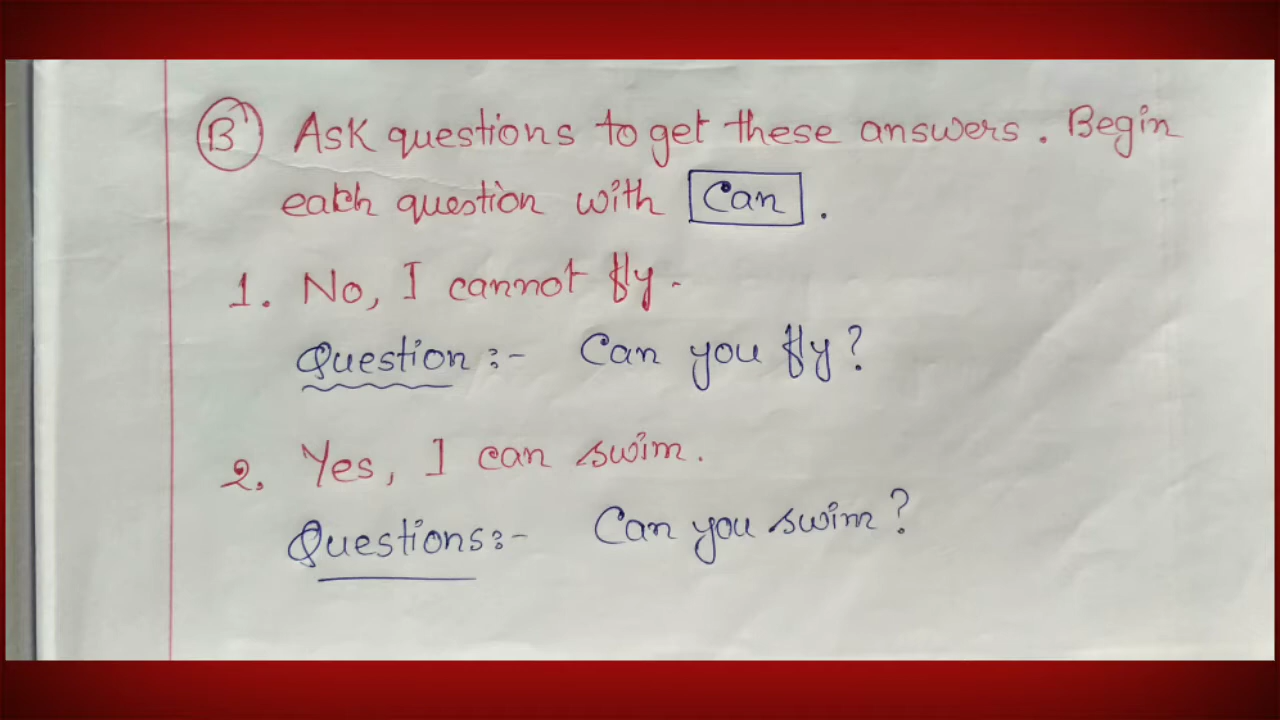 B Ask questions to get these answers. Begin
each question with Can.
1. No, I cannot fly.
Question :- Can you fly?
2. Yes, I can swim.
Questions :- Can you swim?